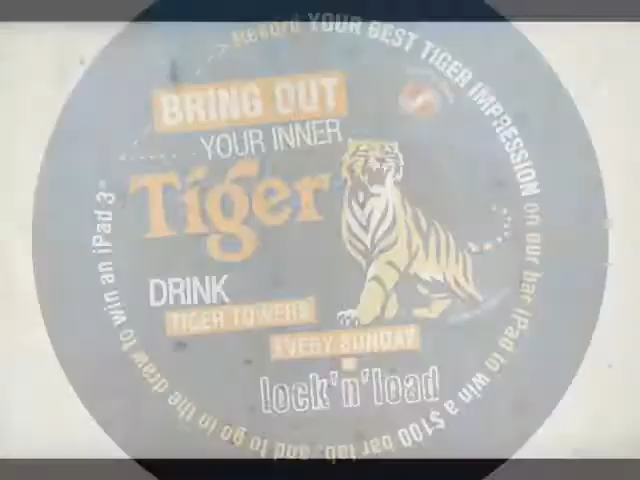 Record YOUR BEST TIGER IMPRESSION on our bar iPad to win a $100 bar tab, and to go in the draw to win an iPad 3*
BRING OUT
YOUR INNER
Tiger
DRINK
TIGER TOWERS
EVERY SUNDAY
lock'n'load